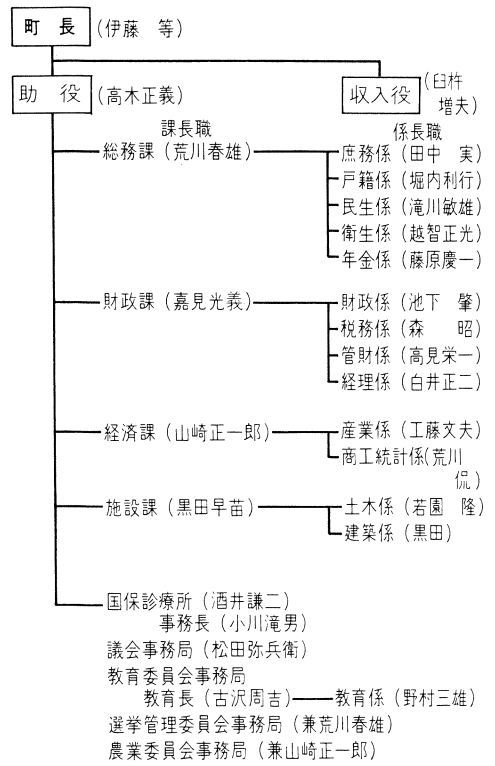 町長（伊藤　等）
助役（高木正義）　収入役（臼杵
増夫）
課長職　係長職
総務課（荒川春雄）　庶務係（田中　実）
戸籍係（堀内利行）
民生係（滝川敏雄）
衛生係（越智正光）
年金係（藤原慶一）
財政課（嘉見光義）　財政係（池下　肇）
税務係（森　昭）
管財係（高見栄一）
経理係（白井正二）
経済課（山崎正一郎）　産業係（工藤文夫）
商工統計係（荒川
侃）
施設課（黒田早苗）　土木係（若園　隆）
建築係（黒田）
国保診療所（酒井謙二）
事務長（小川滝男）
議会事務局（松田弥兵衛）
教育委員会事務局
教育長（古沢周吉）　教育係（野村三雄）
選挙管理委員会事務局（兼荒川春雄）
農業委員会事務局（兼山崎正一郎）